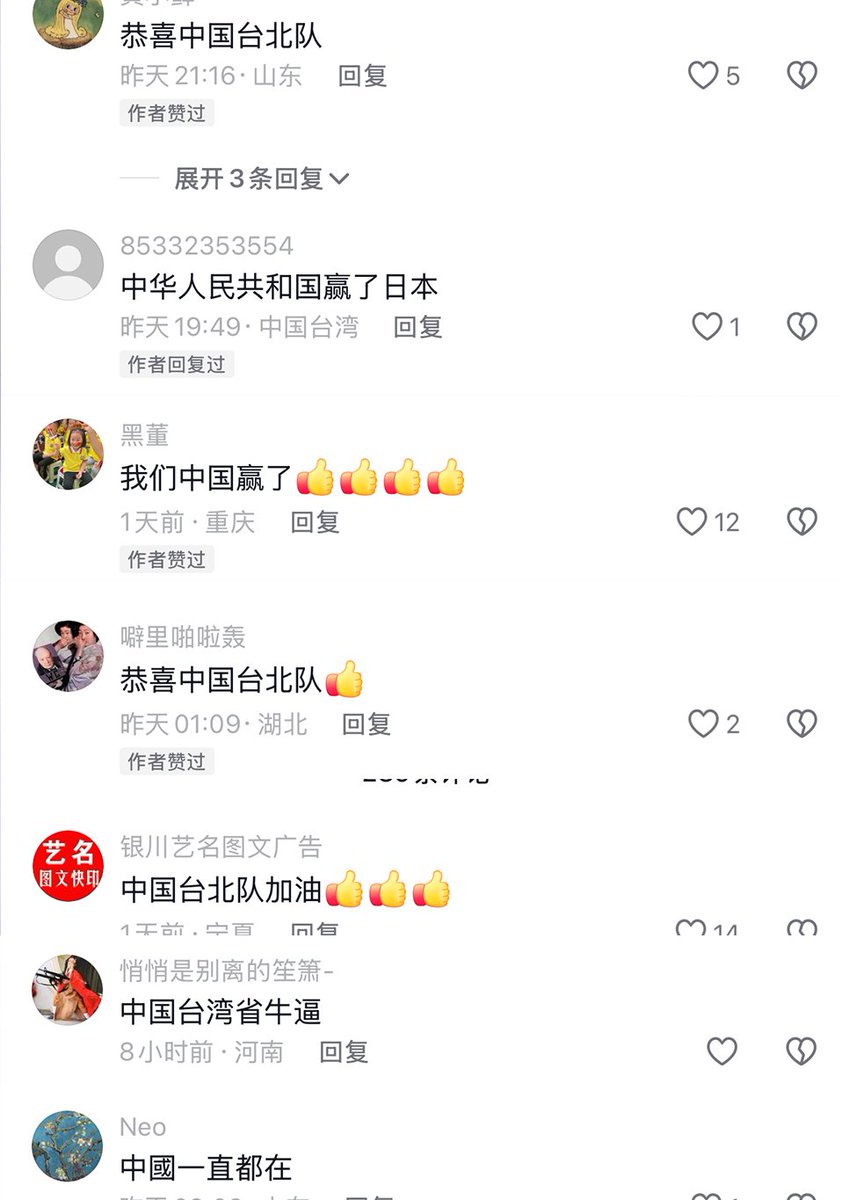 恭喜中国台北队
昨天 21:16 · 山东 回复
5
作者赞过
展开 3 条回复
85332353554
中华人民共和国赢了日本
昨天 19:49 · 中国台湾 回复
1
作者回复过
黑董
我们中国赢了👍👍👍👍
1天前 · 重庆 回复
12
作者赞过
噼里啪啦轰
恭喜中国台北队👍
昨天 01:09 · 湖北 回复
2
作者赞过
艺名
图文快印
银川艺名图文广告
中国台北队加油👍👍👍
1天前 · 宁夏 回复
14
悄悄是别离的笙箫-
中国台湾省牛逼
8小时前 · 河南 回复
Neo
中國一直都在